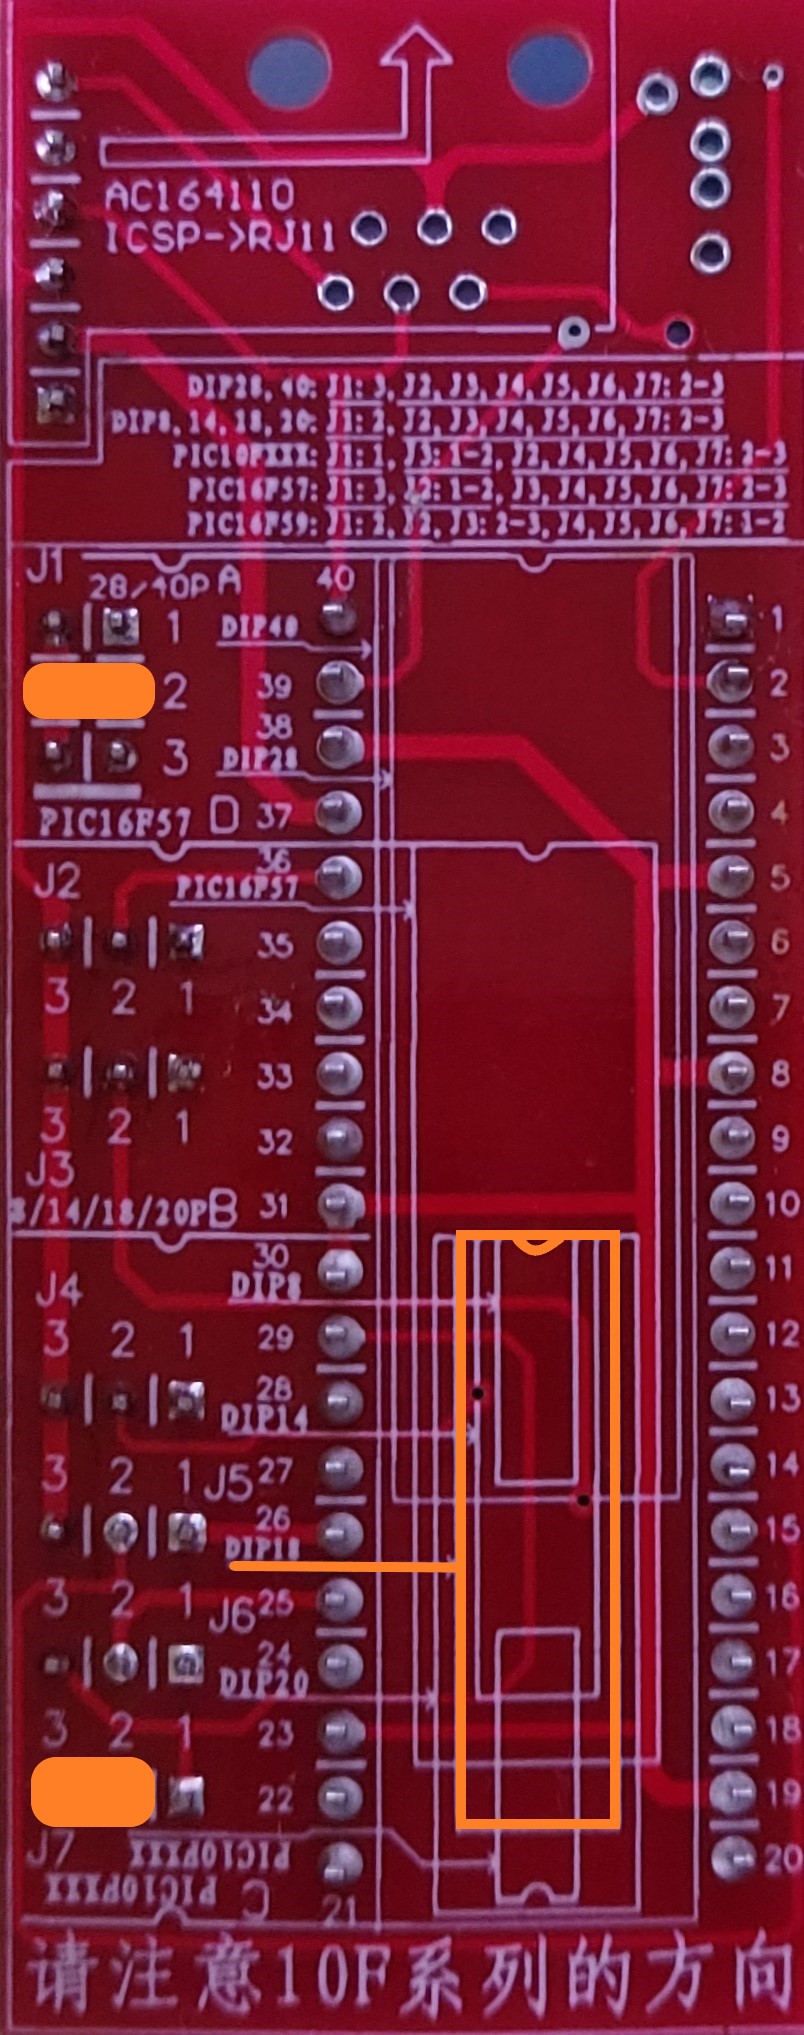 AC164110
ICSP->RJ11
DIP28, 40: J1: 3, J2, J3, J4, J5, J6, J7: 2-3
DIP8, 14, 18, 20: J1: 2, J2, J3, J4, J5, J6, J7: 2-3
PIC10FXXX: J1: 1, J3: 1-2, J2, J4, J5, J6, J7: 2-3
PIC16F57: J1: 3, J2: 1-2, J3, J4, J5, J6, J7: 2-3
PIC16F59: J1: 2, J2, J3: 2-3, J4, J5, J6, J7: 1-2
J1
28/40P A
40
1
DIP40
1
2
39
2
38
3
DIP28
3
PIC16F57 D
37
4
J2
36
PIC16F57
5
35
6
3 2 1
34
7
33
8
3 2 1
32
9
J3
8/14/18/20P B
31
10
30
11
J4
DIP8
3 2 1
29
12
28
13
DIP14
3 2 1
J5
27
14
26
15
DIP18
3 2 1
J6
25
16
24
17
DIP20
3 2 1
23
18
22
19
J7
PIC10FXXX
20
PIC10FXXX C
21
请注意10F系列的方向